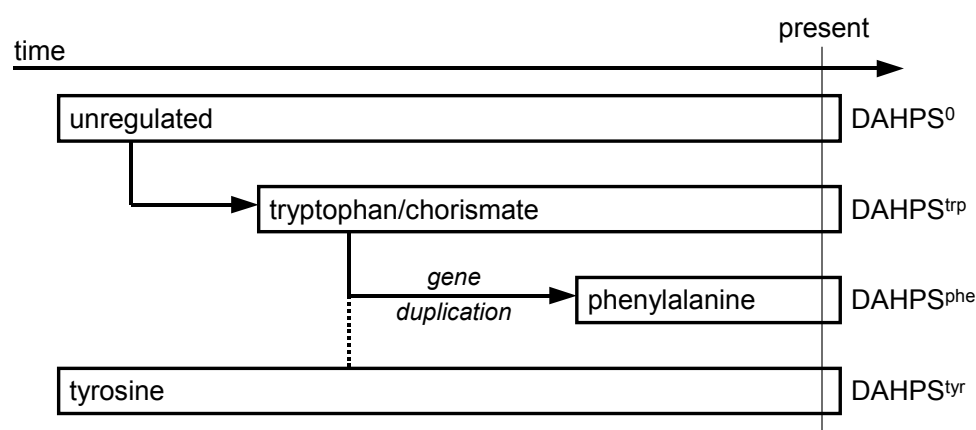 present
time
unregulated DAHPS⁰
tryptophan/chorismate DAHPSᵗʳᵖ
gene
duplication
phenylalanine DAHPSᵖʰᵉ
tyrosine DAHPSᵗʸʳ